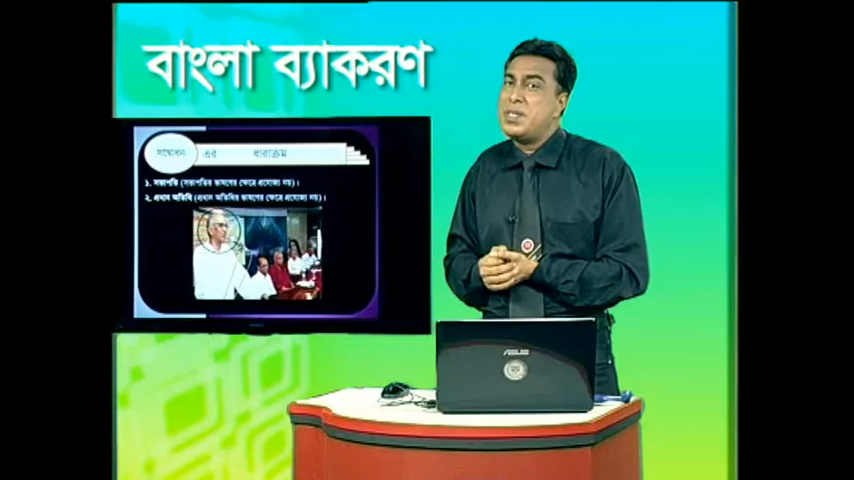 বাংলা ব্যাকরণ
সম্বোধন এর ধারাক্রম
১. সভাপতি (সভাপতির ভাষণের ক্ষেত্রে প্রযোজ্য নয়)।
২. প্রধান অতিথি (প্রধান অতিথির ভাষণের ক্ষেত্রে প্রযোজ্য নয়)।
ASUS